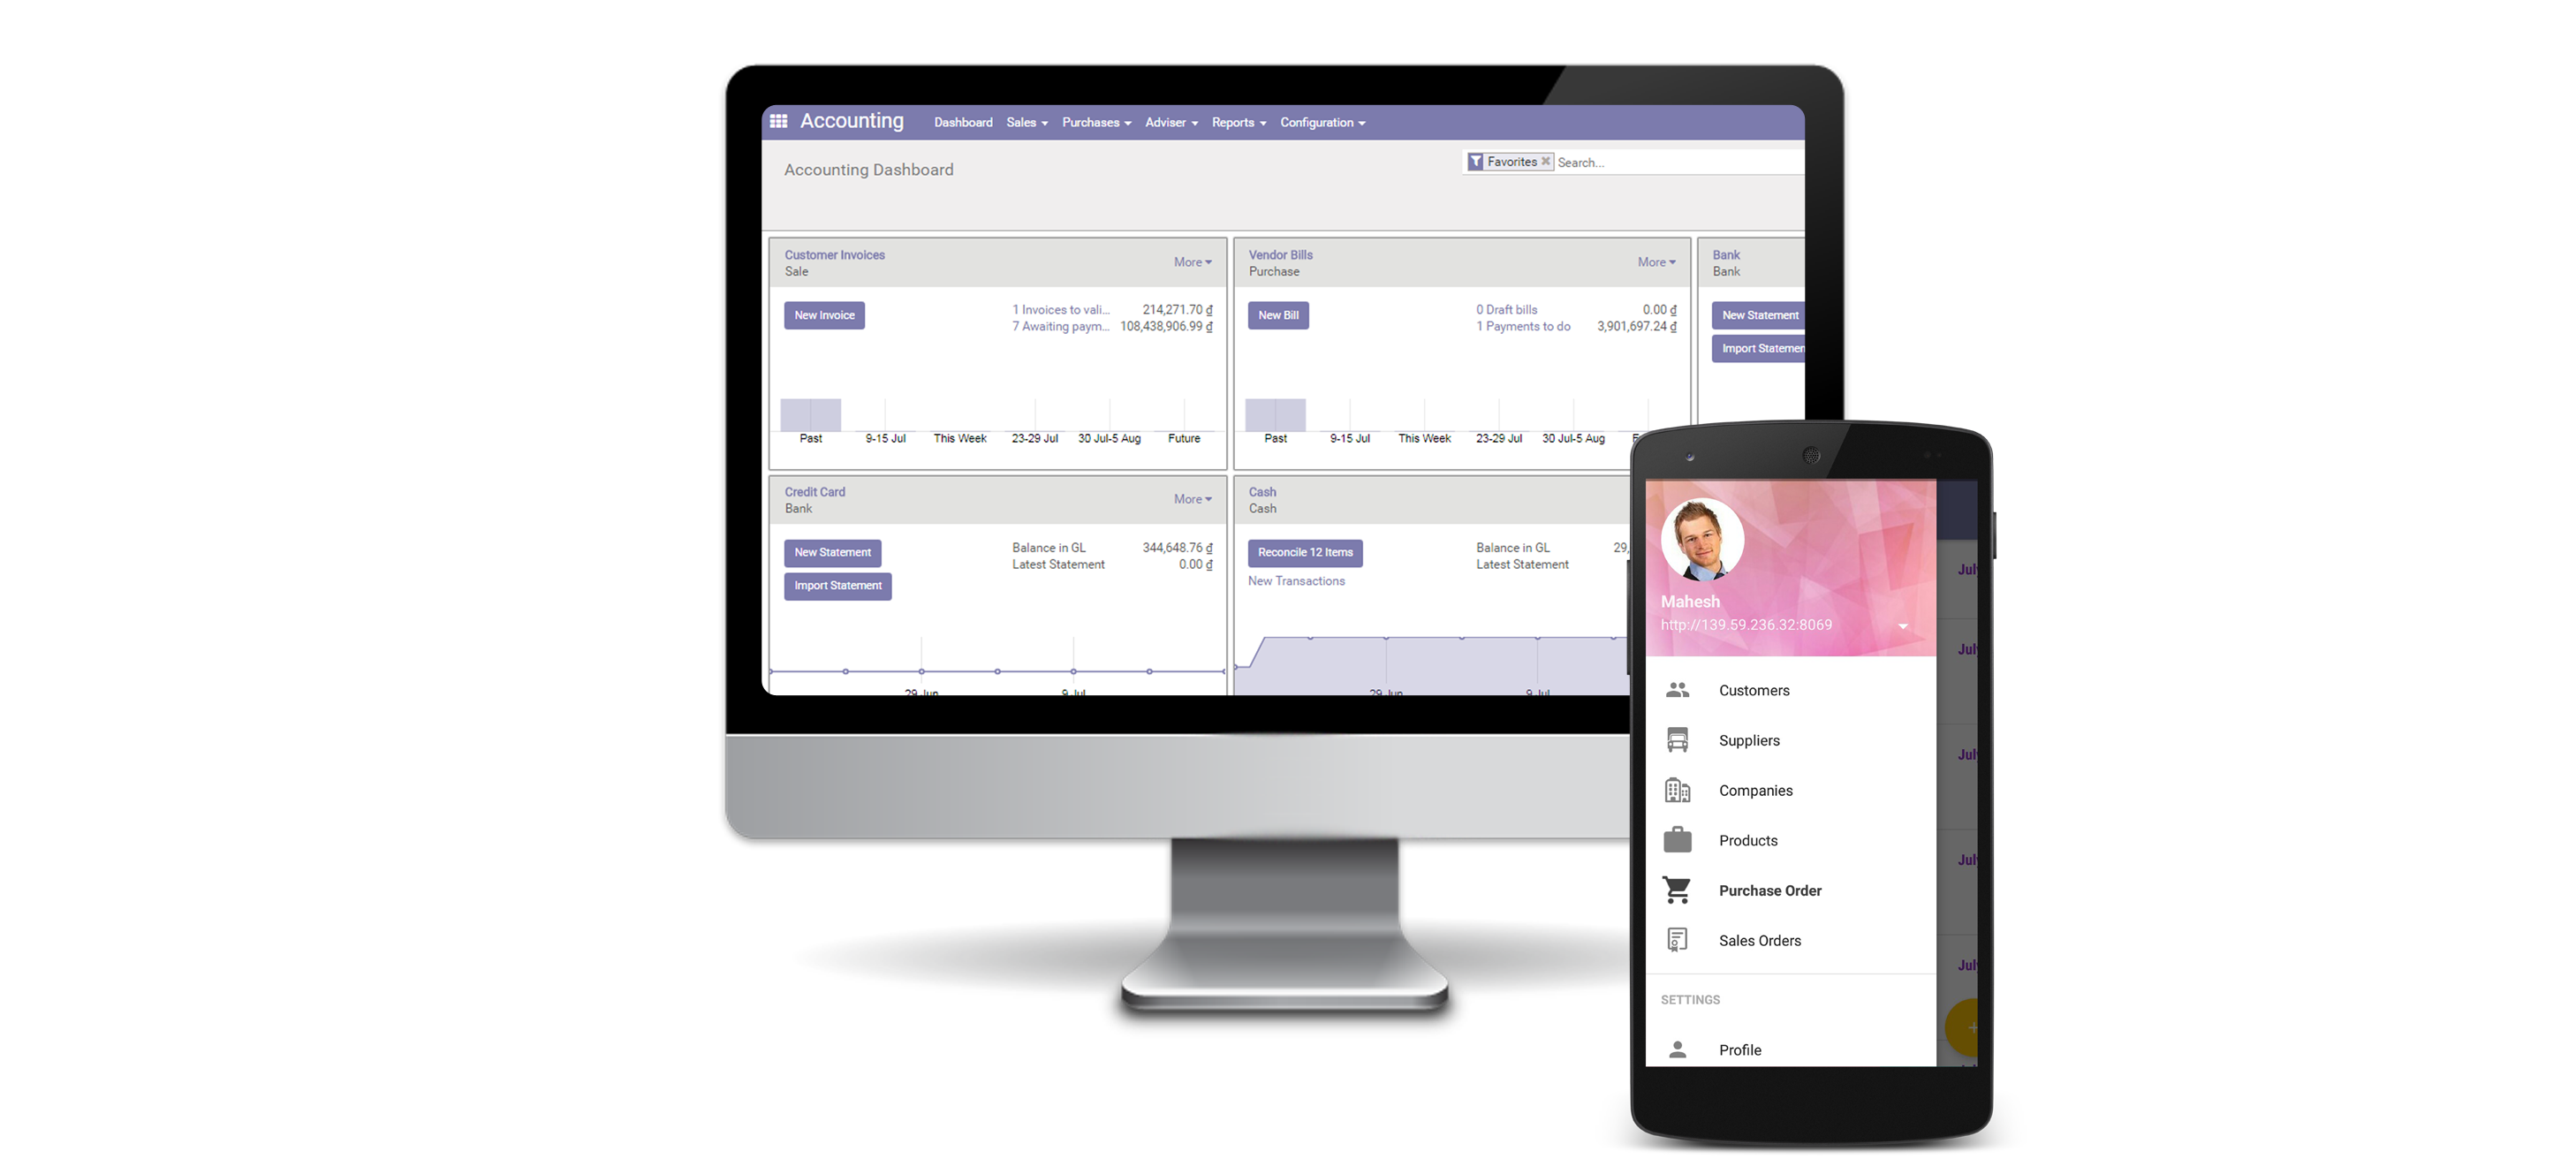 Accounting Dashboard Sales Purchases Adviser Reports Configuration
Accounting Dashboard
Favorites Search...
Customer Invoices
Sale
More
New Invoice
1 Invoices to vali... 214,271.70 ₫
7 Awaiting paym... 108,438,906.99 ₫
Past 9-15 Jul This Week 23-29 Jul 30 Jul-5 Aug Future
Vendor Bills
Purchase
More
New Bill
0 Draft bills 0.00 ₫
1 Payments to do 3,901,697.24 ₫
Past 9-15 Jul This Week 23-29 Jul 30 Jul-5 Aug F
Bank
Bank
New Statement
Import Statemen
Credit Card
Bank
More
New Statement
Import Statement
Balance in GL 344,648.76 ₫
Latest Statement 0.00 ₫
29 Jun 9 Jul
Cash
Cash
Reconcile 12 Items
New Transactions
Balance in GL 29,
Latest Statement
29 Jun 9 Jul
Mahesh
http://139.59.236.32:8069
Customers
Suppliers
Companies
Products
Purchase Order
Sales Orders
SETTINGS
Profile
July
July
July
July
July